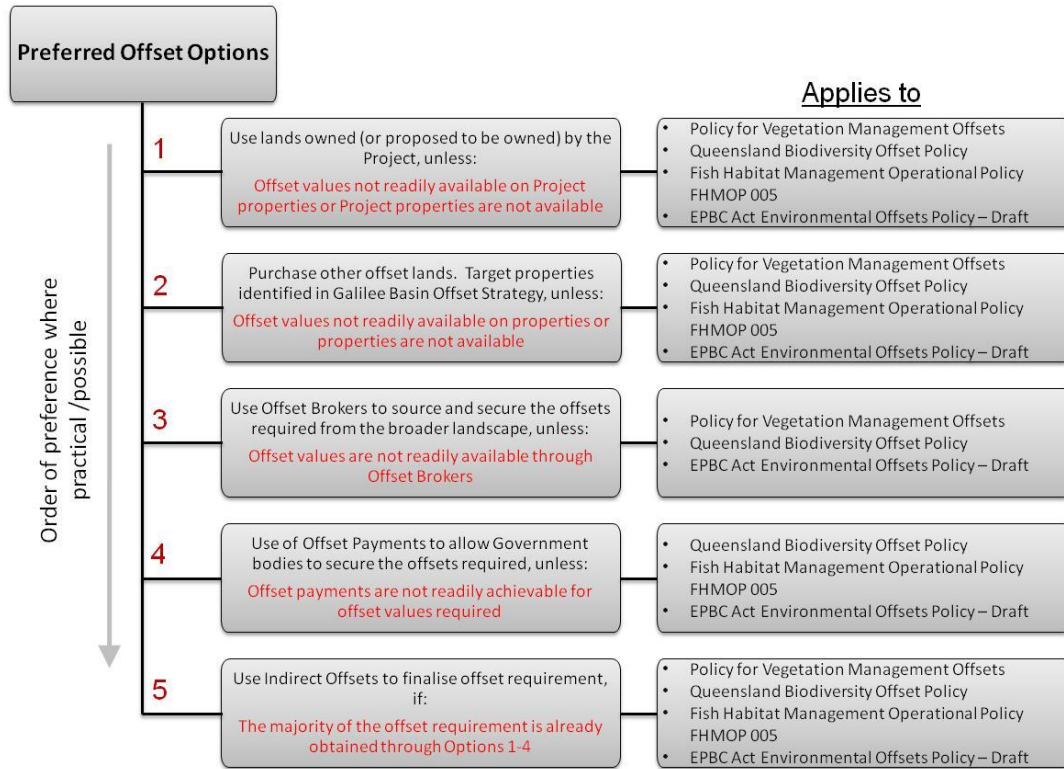 Preferred Offset Options
Applies to
Order of preference where
practical /possible
1
Use lands owned (or proposed to be owned) by the
Project, unless:
Offset values not readily available on Project
properties or Project properties are not available
• Policy for Vegetation Management Offsets
• Queensland Biodiversity Offset Policy
• Fish Habitat Management Operational Policy
FHMOP 005
• EPBC Act Environmental Offsets Policy – Draft
2
Purchase other offset lands. Target properties
identified in Galilee Basin Offset Strategy, unless:
Offset values not readily available on properties or
properties are not available
• Policy for Vegetation Management Offsets
• Queensland Biodiversity Offset Policy
• Fish Habitat Management Operational Policy
FHMOP 005
• EPBC Act Environmental Offsets Policy – Draft
3
Use Offset Brokers to source and secure the offsets
required from the broader landscape, unless:
Offset values are not readily available through
Offset Brokers
• Policy for Vegetation Management Offsets
• Queensland Biodiversity Offset Policy
• EPBC Act Environmental Offsets Policy – Draft
4
Use of Offset Payments to allow Government
bodies to secure the offsets required, unless:
Offset payments are not readily achievable for
offset values required
• Queensland Biodiversity Offset Policy
• Fish Habitat Management Operational Policy
FHMOP 005
• EPBC Act Environmental Offsets Policy – Draft
5
Use Indirect Offsets to finalise offset requirement,
if:
The majority of the offset requirement is already
obtained through Options 1-4
• Policy for Vegetation Management Offsets
• Queensland Biodiversity Offset Policy
• Fish Habitat Management Operational Policy
FHMOP 005
• EPBC Act Environmental Offsets Policy – Draft